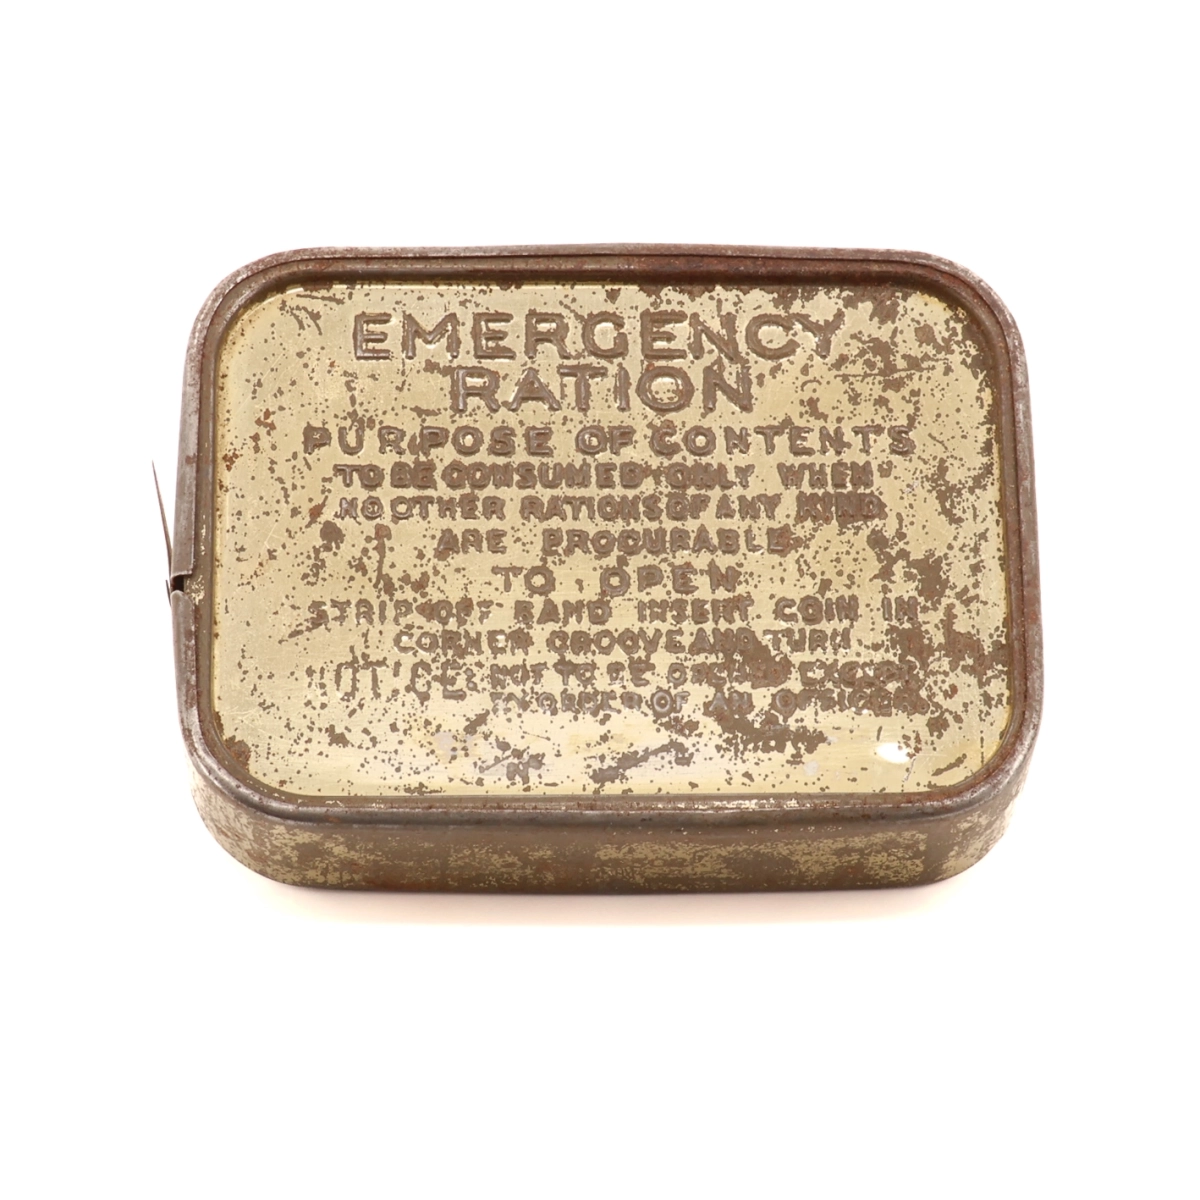 EMERGENCY
RATION
PURPOSE OF CONTENTS
TO BE CONSUMED ONLY WHEN
NO OTHER RATIONS OF ANY KIND
ARE PROCURABLE
TO OPEN
STRIP OFF BAND INSERT COIN IN
CORNER GROOVE AND TURN.
NOTICE: NOT TO BE OPENED EXCEPT
BY ORDER OF AN OFFICER.